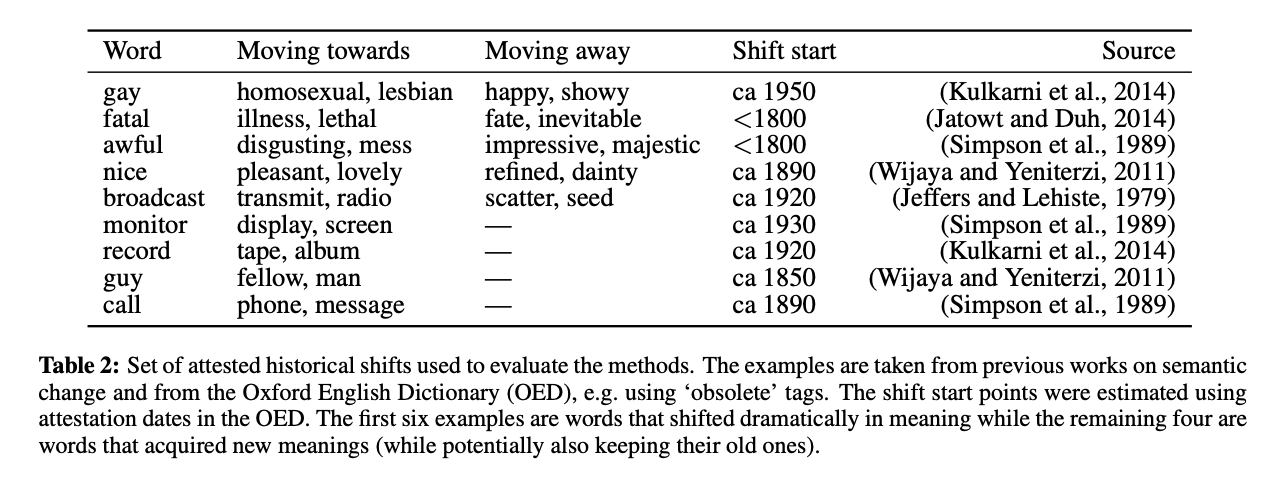 Word Moving towards Moving away Shift start Source
gay homosexual, lesbian happy, showy ca 1950 (Kulkarni et al., 2014)
fatal illness, lethal fate, inevitable <1800 (Jatowt and Duh, 2014)
awful disgusting, mess impressive, majestic <1800 (Simpson et al., 1989)
nice pleasant, lovely refined, dainty ca 1890 (Wijaya and Yeniterzi, 2011)
broadcast transmit, radio scatter, seed ca 1920 (Jeffers and Lehiste, 1979)
monitor display, screen — ca 1930 (Simpson et al., 1989)
record tape, album — ca 1920 (Kulkarni et al., 2014)
guy fellow, man — ca 1850 (Wijaya and Yeniterzi, 2011)
call phone, message — ca 1890 (Simpson et al., 1989)
Table 2: Set of attested historical shifts used to evaluate the methods. The examples are taken from previous works on semantic
change and from the Oxford English Dictionary (OED), e.g. using ‘obsolete’ tags. The shift start points were estimated using
attestation dates in the OED. The first six examples are words that shifted dramatically in meaning while the remaining four are
words that acquired new meanings (while potentially also keeping their old ones).